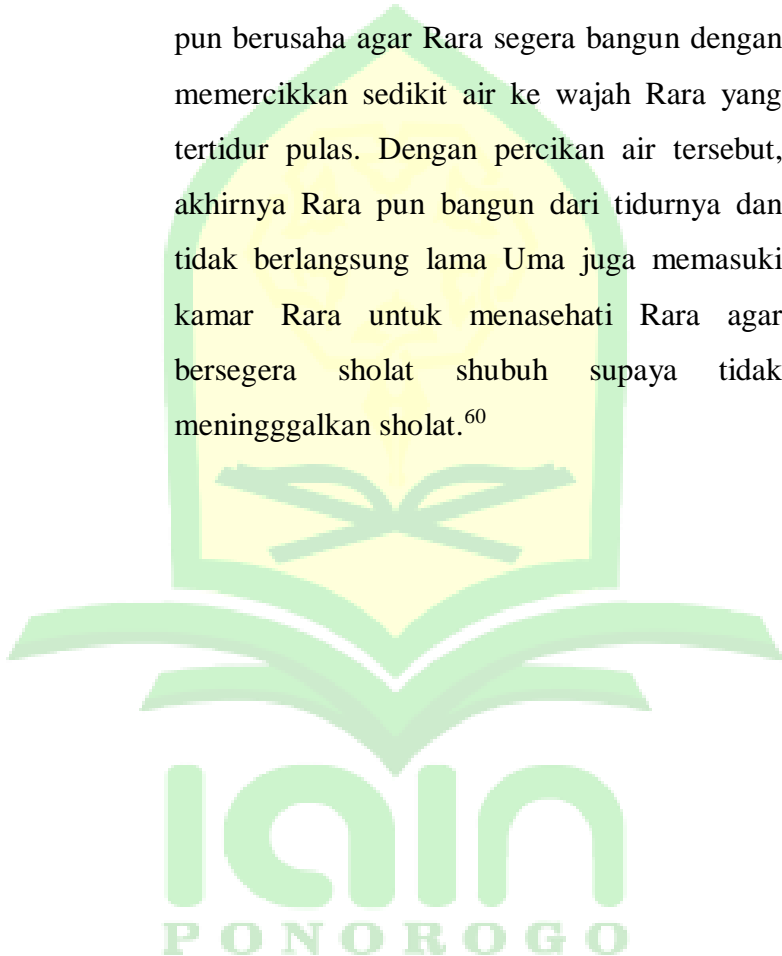 pun berusaha agar Rara segera bangun dengan
memercikkan sedikit air ke wajah Rara yang
tertidur pulas. Dengan percikan air tersebut,
akhirnya Rara pun bangun dari tidurnya dan
tidak berlangsung lama Uma juga memasuki
kamar Rara untuk menasehati Rara agar
bersegera sholat shubuh supaya tidak
meningggalkan sholat.⁶⁰
iain
PONOROGO